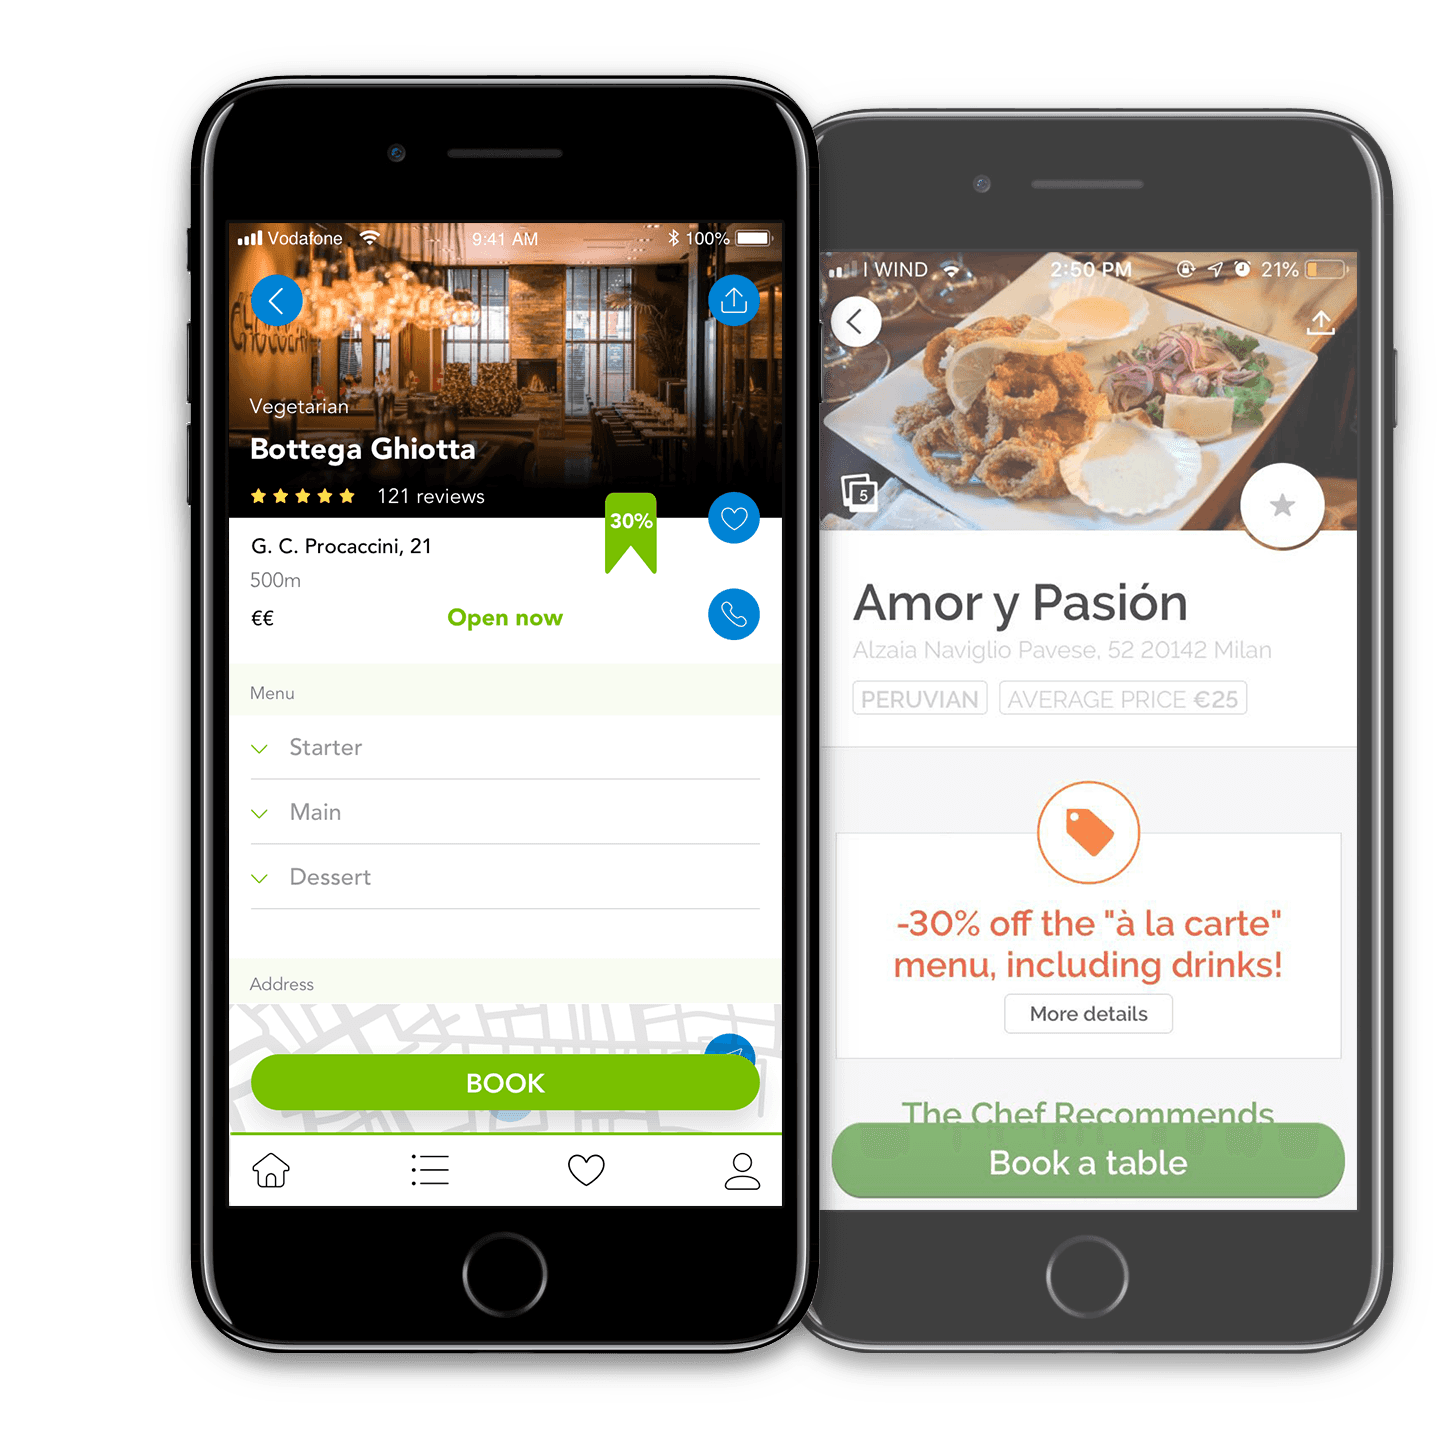 Vodafone 9:41 AM 100%
Vegetarian
Bottega Ghiotta
121 reviews
30%
G. C. Procaccini, 21
500m
€€ Open now
Menu
Starter
Main
Dessert
Address
BOOK
I WIND 2:50 PM 21%
5
Amor y Pasión
Alzaia Naviglio Pavese, 52 20142 Milan
PERUVIAN AVERAGE PRICE €25
-30% off the "à la carte"
menu, including drinks!
More details
The Chef Recommends
Book a table